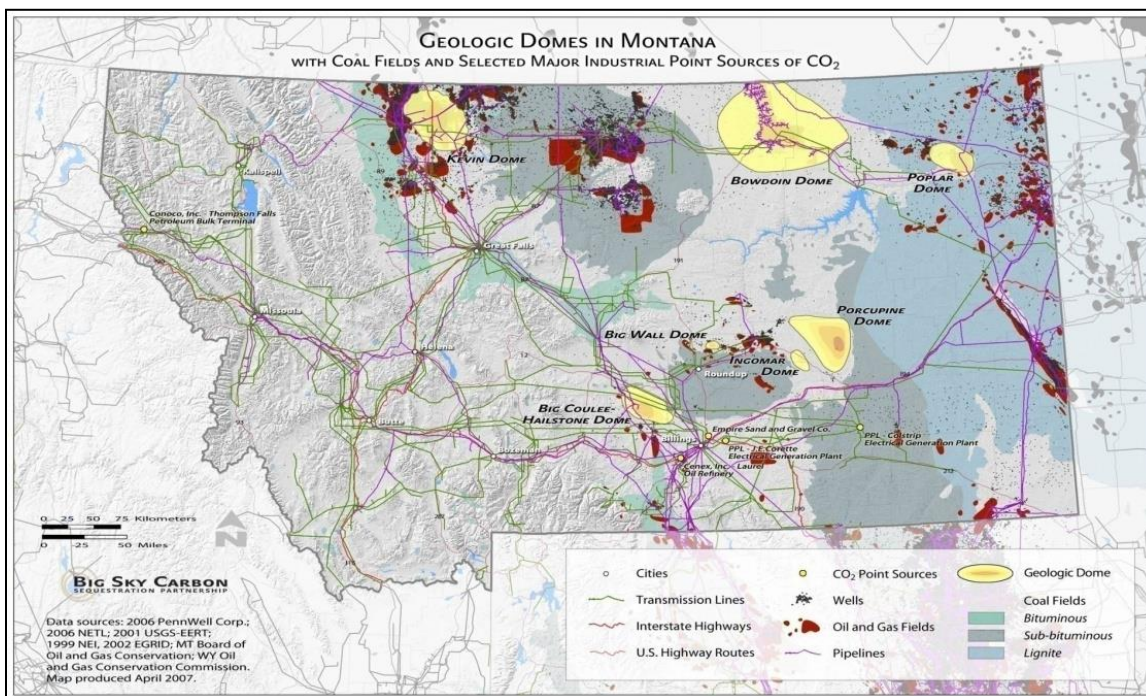 GEOLOGIC DOMES IN MONTANA
WITH COAL FIELDS AND SELECTED MAJOR INDUSTRIAL POINT SOURCES OF CO2
KEVIN DOME
BOWDOIN DOME
POPLAR DOME
Kalispell
89
Conoco, Inc. - Thompson Falls
Petroleum Bulk Terminal
Great Falls
191
Missoula
PORCUPINE
DOME
BIG WALL DOME
INGOMAR
DOME
Helena
12
Roundup
94
BIG COULEE-
HAILSTONE DOME
Butte
93
Empire Sand and Gravel Co.
Billings
PPL - J E Corette
Electrical Generation Plant
PPL - Colstrip
Electrical Generation Plant
Bozeman
Cenex, Inc. - Laurel
Oil Refinery
212
0 25 50 75 Kilometers
0 25 50 Miles
N
BIG SKY CARBON
SEQUESTRATION PARTNERSHIP
Data sources: 2006 PennWell Corp.;
2006 NETL; 2001 USGS-EERT;
1999 NEI, 2002 EGRID; MT Board of
Oil and Gas Conservation; WY Oil
and Gas Conservation Commission.
Map produced April 2007.
Cities
CO2 Point Sources
Geologic Dome
Transmission Lines
Wells
Coal Fields
Interstate Highways
Oil and Gas Fields
Bituminous
Sub-bituminous
U.S. Highway Routes
Pipelines
Lignite